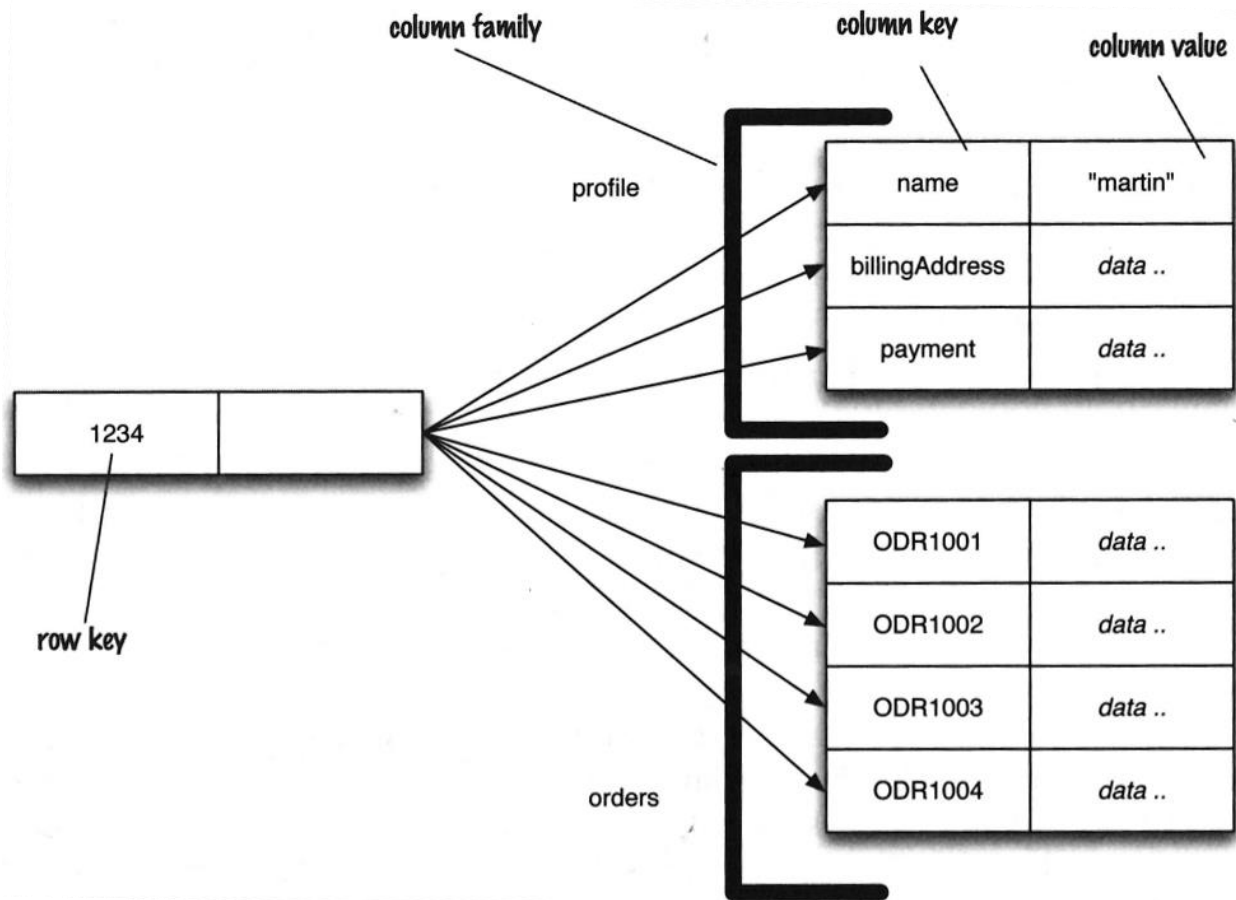 column family
column key
column value
profile
name
"martin"
billingAddress
data ..
payment
data ..
1234
row key
ODR1001
data ..
ODR1002
data ..
ODR1003
data ..
ODR1004
data ..
orders